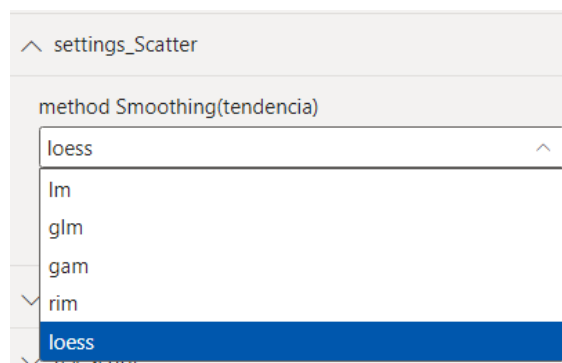 settings_Scatter
method Smoothing(tendencia)
loess
lm
glm
gam
rim
loess